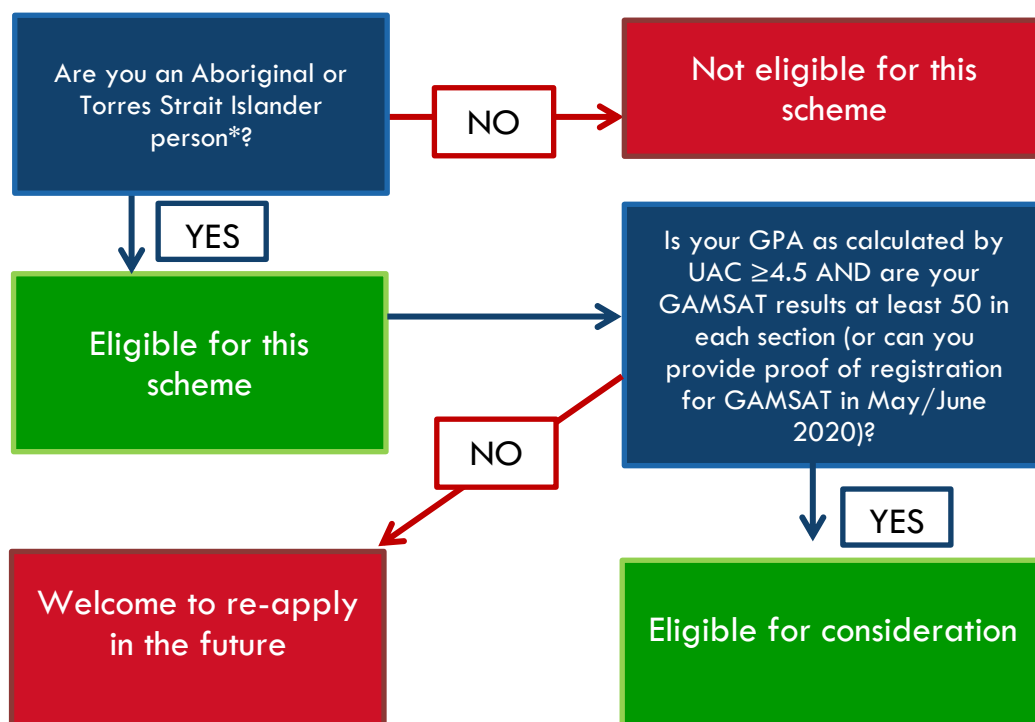 Are you an Aboriginal or
Torres Strait Islander
person*?
NO
Not eligible for this
scheme
YES
Eligible for this
scheme
Is your GPA as calculated by
UAC ≥4.5 AND are your
GAMSAT results at least 50 in
each section (or can you
provide proof of registration
for GAMSAT in May/June
2020)?
NO
Welcome to re-apply
in the future
YES
Eligible for consideration